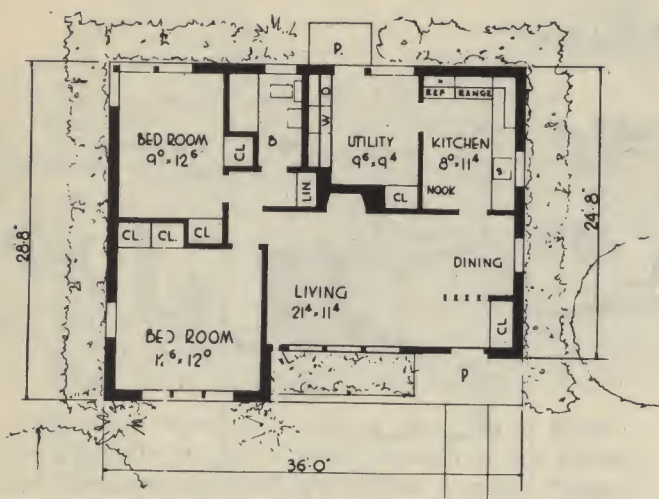 P.
REF. RANGE
D
BED ROOM
9⁰ × 12⁶
CL
B
W
UTILITY
9⁶ × 9⁴
KITCHEN
8⁰ × 11⁴
S.
LIN
CL
NOOK
CL. CL. CL
28'-8"
24'-8"
DINING
LIVING
21⁴ × 11⁴
BED ROOM
× 12⁰
CL
P
36'-0"